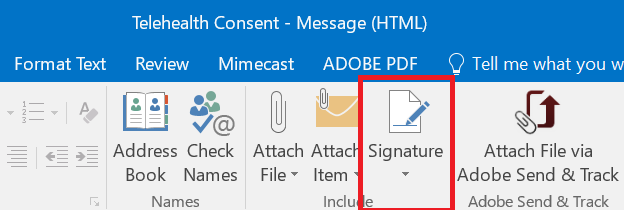 Telehealth Consent - Message (HTML)
Format Text Review Mimecast ADOBE PDF Tell me what you w
Address Book
Check Names
Attach File
Attach Item
Signature
Attach File via Adobe Send & Track
Names
Include
Adobe Send & Track